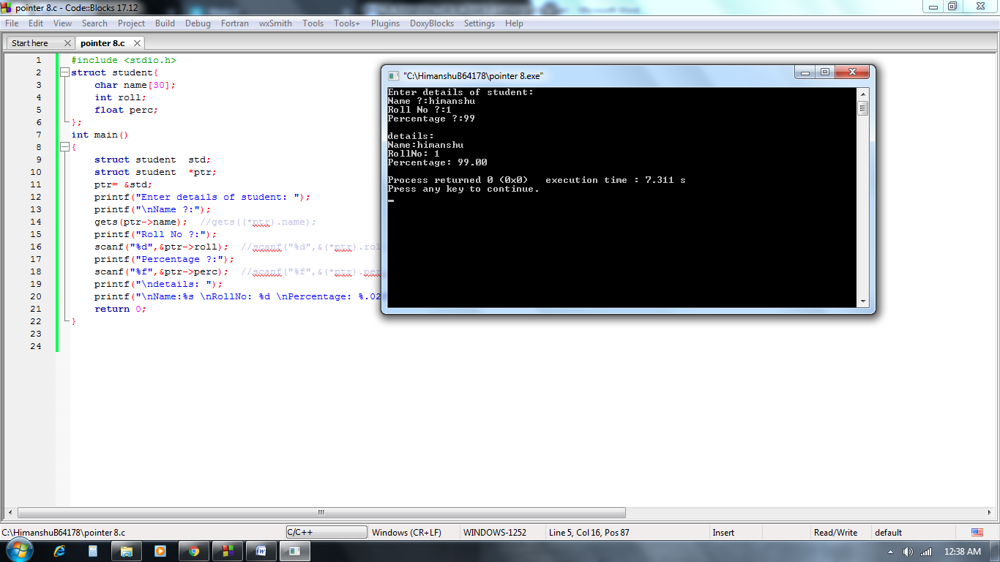 pointer 8.c - Code::Blocks 17.12
File Edit View Search Project Build Debug Fortran wxSmith Tools Tools+ Plugins DoxyBlocks Settings Help
Start here pointer 8.c
1 #include <stdio.h>
2 struct student{
3 char name[30];
4 int roll;
5 float perc;
6 };
7 int main()
8 {
9 struct student  std;
10 struct student  *ptr;
11 ptr= &std;
12 printf("Enter details of student: ");
13 printf("\nName ?:");
14 gets(ptr->name);  //gets((*ptr).name);
15 printf("Roll No ?:");
16 scanf("%d",&ptr->roll);  //scanf("%d",&(*ptr).rol
17 printf("Percentage ?:");
18 scanf("%f",&ptr->perc);  //scanf("%f",&(*ptr).per
19 printf("\ndetails: ");
20 printf("\nName:%s \nRollNo: %d \nPercentage: %.02
21 return 0;
22 }
23
24
"C:\HimanshuB64178\pointer 8.exe"
Enter details of student:
Name ?:himanshu
Roll No ?:1
Percentage ?:99
details:
Name:himanshu
RollNo: 1
Percentage: 99.00
Process returned 0 (0x0)   execution time : 7.311 s
Press any key to continue.
C:\HimanshuB64178\pointer 8.c C/C++ Windows (CR+LF) WINDOWS-1252 Line 5, Col 16, Pos 87 Insert Read/Write default
12:38 AM